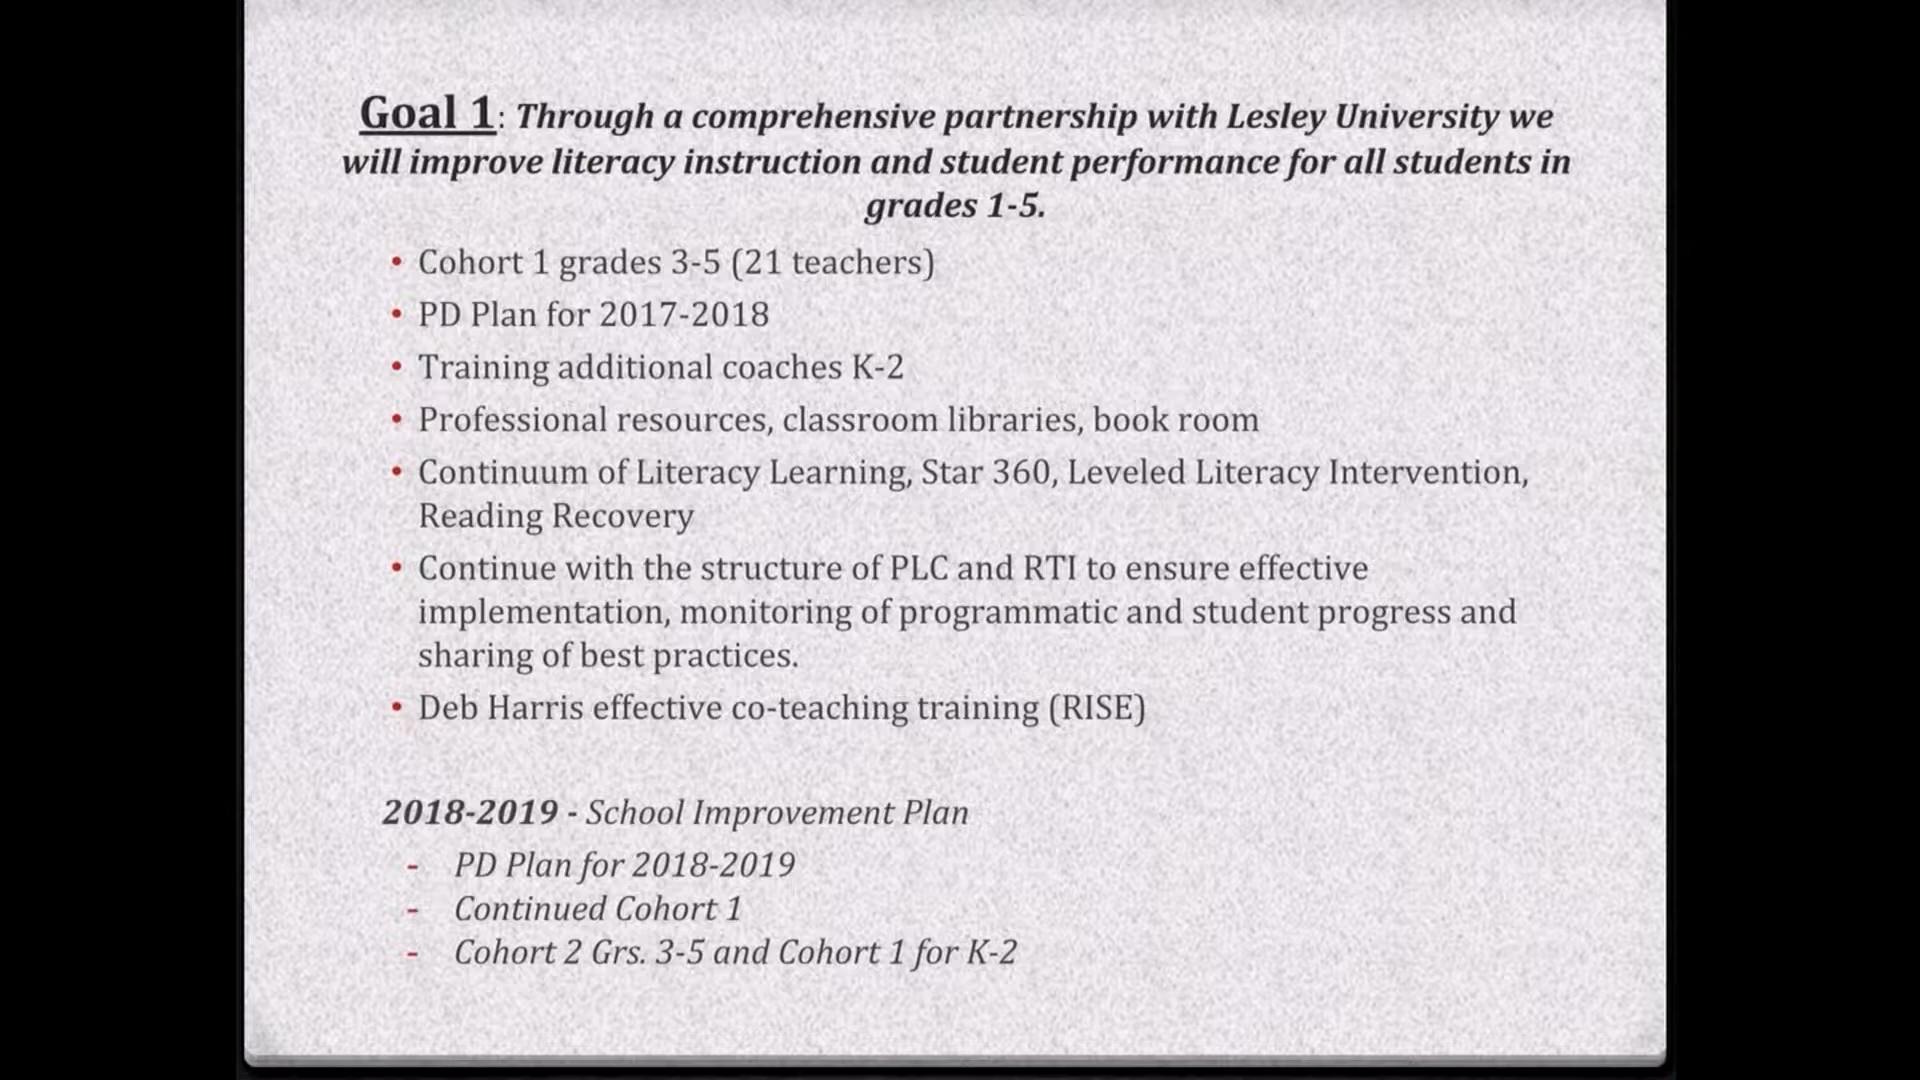 Goal 1: Through a comprehensive partnership with Lesley University we
will improve literacy instruction and student performance for all students in
grades 1-5.
• Cohort 1 grades 3-5 (21 teachers)
• PD Plan for 2017-2018
• Training additional coaches K-2
• Professional resources, classroom libraries, book room
• Continuum of Literacy Learning, Star 360, Leveled Literacy Intervention,
Reading Recovery
• Continue with the structure of PLC and RTI to ensure effective
implementation, monitoring of programmatic and student progress and
sharing of best practices.
• Deb Harris effective co-teaching training (RISE)
2018-2019 - School Improvement Plan
- PD Plan for 2018-2019
- Continued Cohort 1
- Cohort 2 Grs. 3-5 and Cohort 1 for K-2